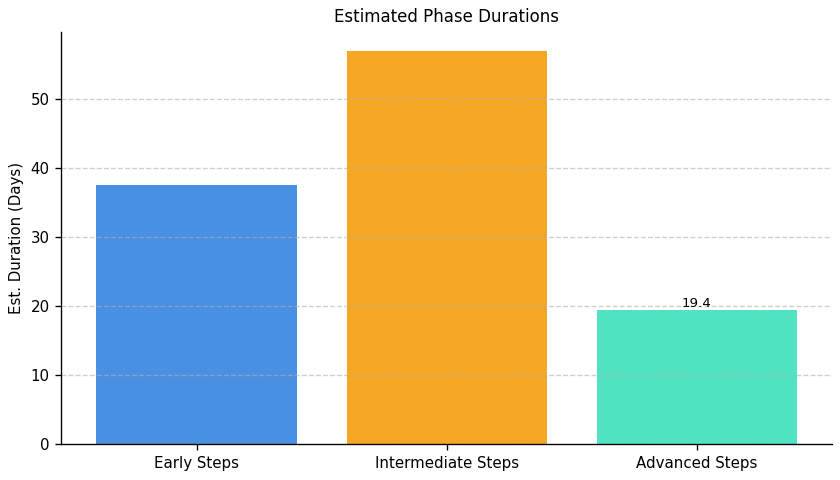 Estimated Phase Durations
Est. Duration (Days)
50
40
30
20
10
0
19.4
Early Steps
Intermediate Steps
Advanced Steps